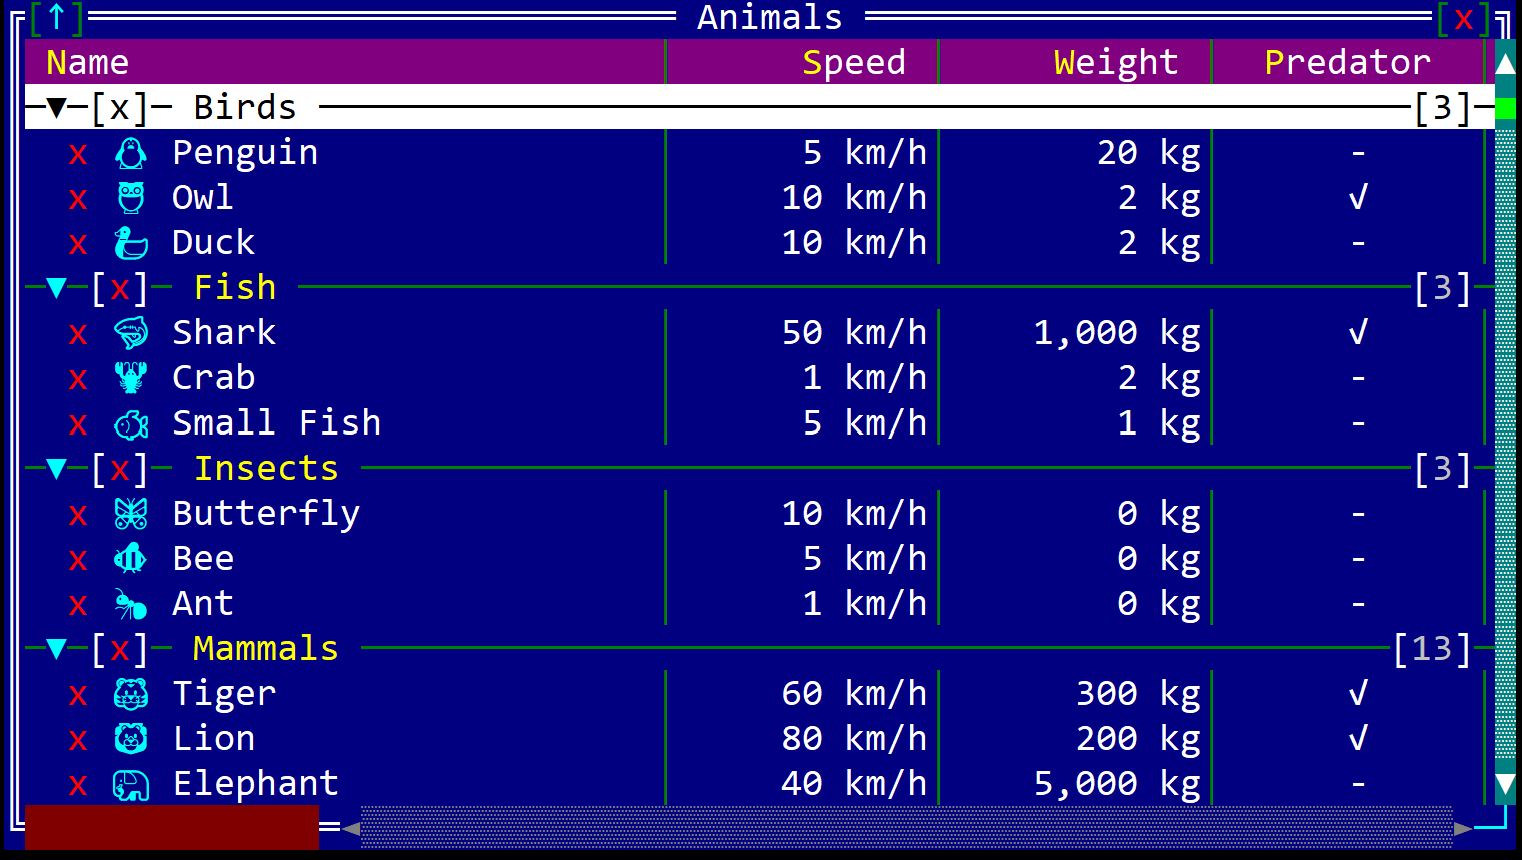 [↑] Animals [x]
Name Speed Weight Predator
▼ [x] Birds [3]
x Penguin 5 km/h 20 kg -
x Owl 10 km/h 2 kg √
x Duck 10 km/h 2 kg -
▼ [x] Fish [3]
x Shark 50 km/h 1,000 kg √
x Crab 1 km/h 2 kg -
x Small Fish 5 km/h 1 kg -
▼ [x] Insects [3]
x Butterfly 10 km/h 0 kg -
x Bee 5 km/h 0 kg -
x Ant 1 km/h 0 kg -
▼ [x] Mammals [13]
x Tiger 60 km/h 300 kg √
x Lion 80 km/h 200 kg √
x Elephant 40 km/h 5,000 kg -